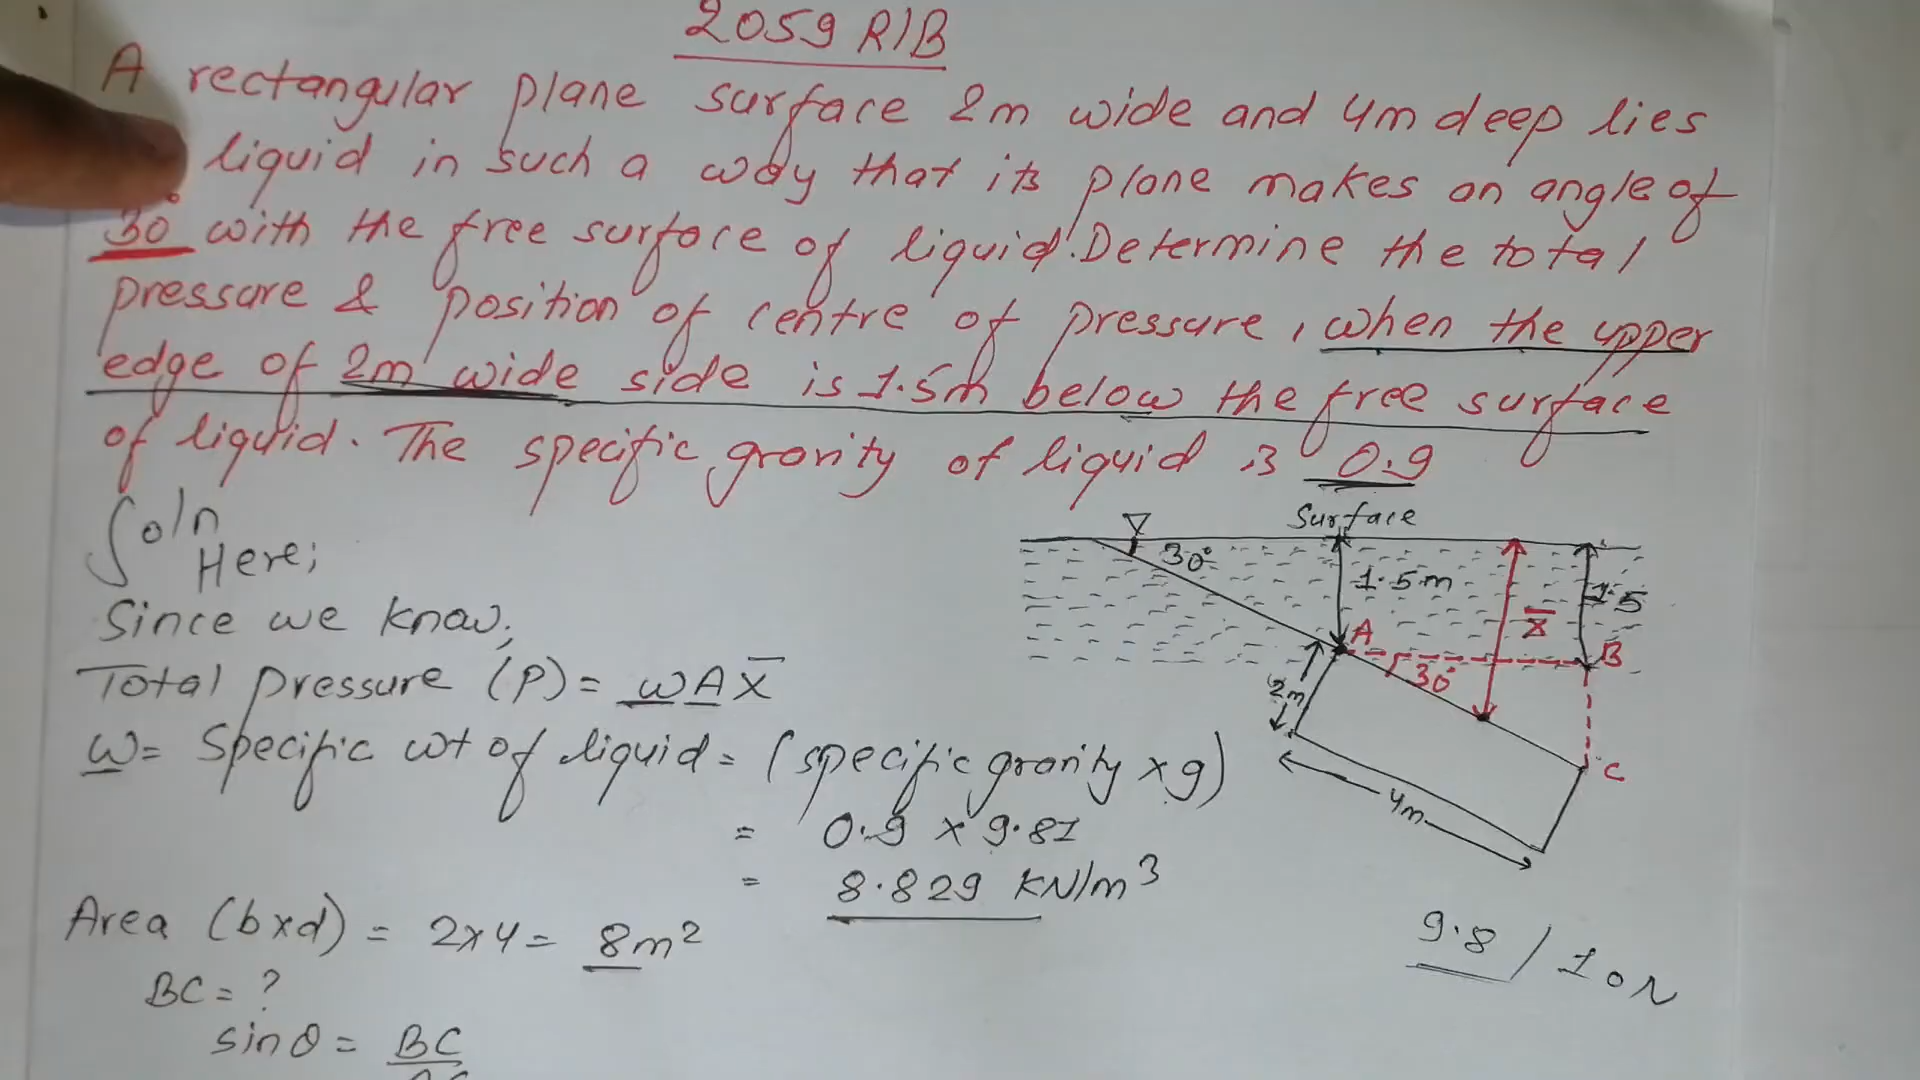 2059 R/B
A rectangular plane surface 2m wide and 4m deep lies
liquid in such a way that its plane makes an angle of
30° with the free surface of liquid. Determine the total
pressure & position of centre of pressure, when the upper
edge of 2m wide side is 1.5m below the free surface
of liquid. The specific gravity of liquid is 0.9
Soln
Here;
Since we know;
Total pressure (P) = wAX̄
w = Specific wt of liquid = (specific gravity x g)
= 0.9 x 9.81
= 8.829 KN/m³
Area (bxd) = 2x4 = 8m²
BC = ?
sinθ = BC
Surface
30°
1.5m
1.5
x̄
A
B
30°
2m
C
4m
9.8 / 10 N